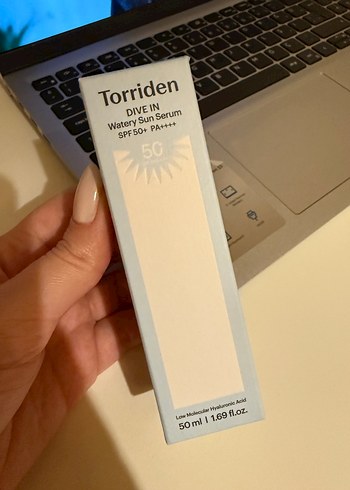 Torriden
DIVE IN
Watery Sun Serum
SPF 50+ PA++++
50
Low Molecular Hyaluronic Acid
50 ml | 1.69 fl.oz.